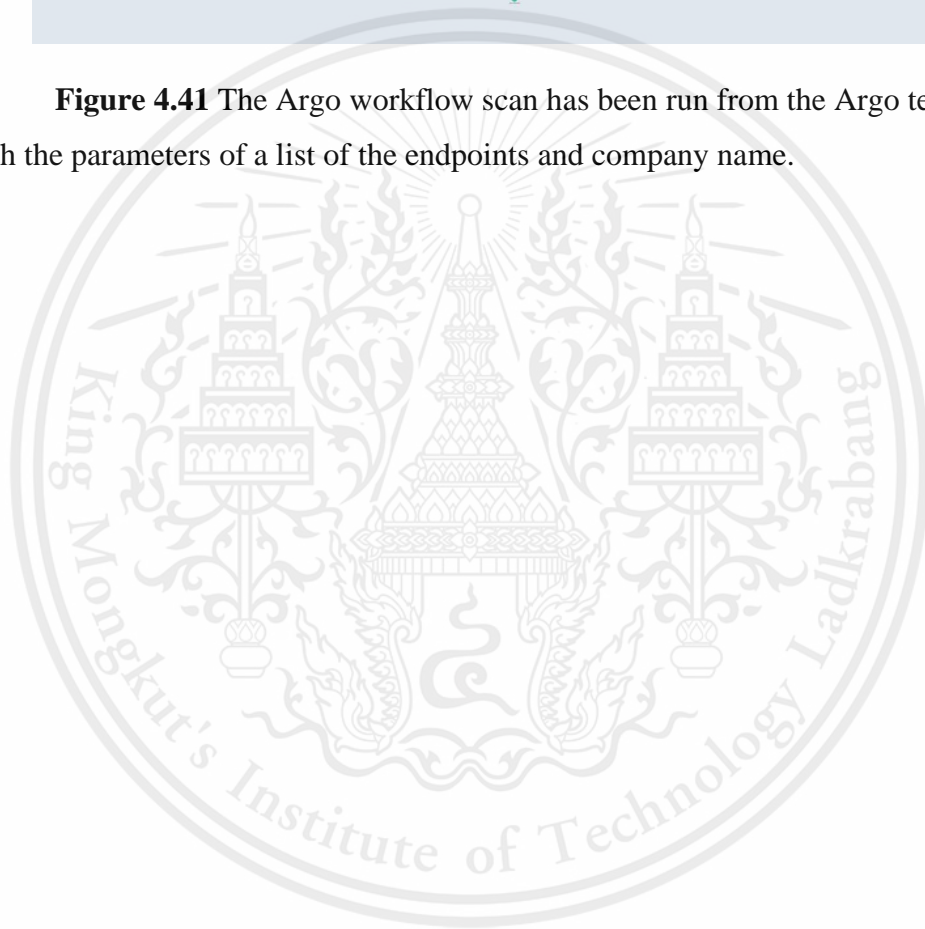 Figure 4.41 The Argo workflow scan has been run from the Argo te
h the parameters of a list of the endpoints and company name.
King Mongkut's Institute of Technology Ladkrabang